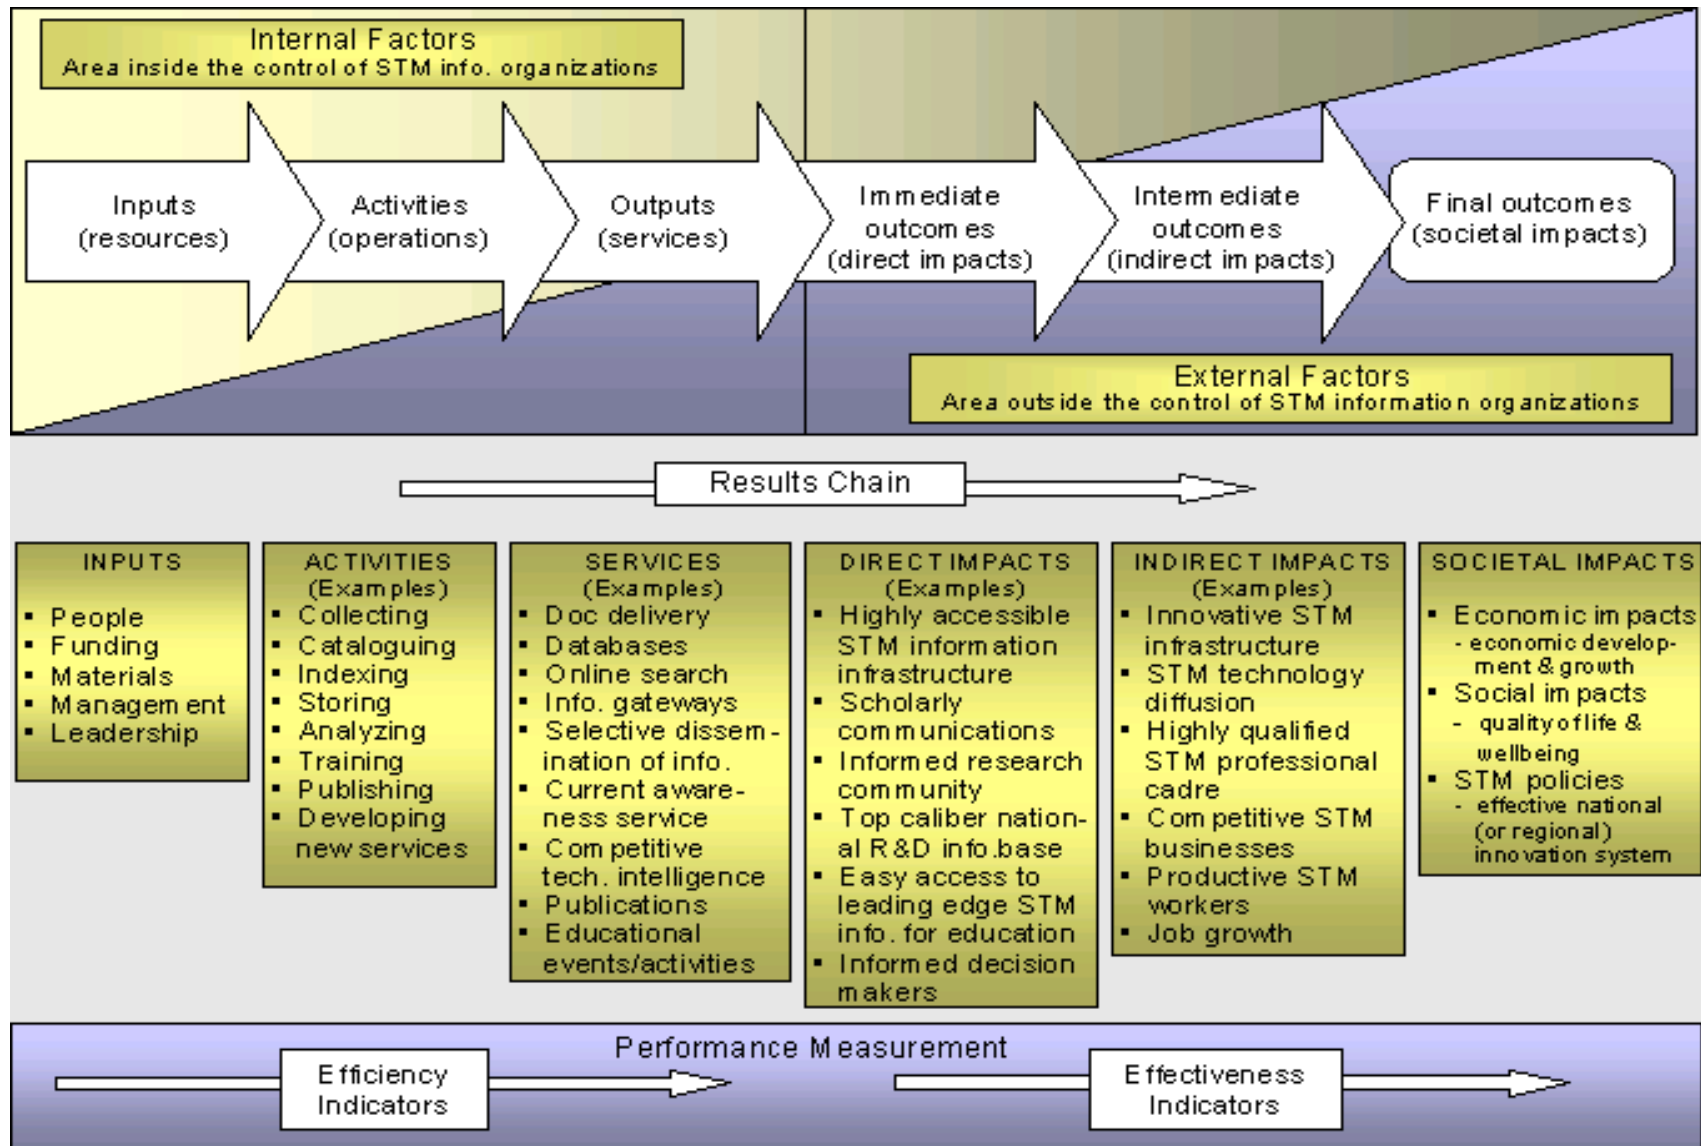 Internal Factors
Area inside the control of STM info. organizations
Inputs
(resources)
Activities
(operations)
Outputs
(services)
Immediate
outcomes
(direct impacts)
Intermediate
outcomes
(indirect impacts)
Final outcomes
(societal impacts)
External Factors
Area outside the control of STM information organizations
Results Chain
INPUTS
▪ People
▪ Funding
▪ Materials
▪ Management
▪ Leadership
ACTIVITIES
(Examples)
▪ Collecting
▪ Cataloguing
▪ Indexing
▪ Storing
▪ Analyzing
▪ Training
▪ Publishing
▪ Developing
new services
SERVICES
(Examples)
▪ Doc delivery
▪ Databases
▪ Online search
▪ Info. gateways
▪ Selective dissem-
ination of info.
▪ Current aware-
ness service
▪ Competitive
tech. intelligence
▪ Publications
▪ Educational
events/activities
DIRECT IMPACTS
(Examples)
▪ Highly accessible
STM information
infrastructure
▪ Scholarly
communications
▪ Informed research
community
▪ Top caliber nation-
al R&D info.base
▪ Easy access to
leading edge STM
info. for education
▪ Informed decision
makers
INDIRECT IMPACTS
(Examples)
▪ Innovative STM
infrastructure
▪ STM technology
diffusion
▪ Highly qualified
STM professional
cadre
▪ Competitive STM
businesses
▪ Productive STM
workers
▪ Job growth
SOCIETAL IMPACTS
▪ Economic impacts
- economic develop-
ment & growth
▪ Social impacts
- quality of life &
wellbeing
▪ STM policies
- effective national
(or regional)
innovation system
Performance Measurement
Efficiency
Indicators
Effectiveness
Indicators